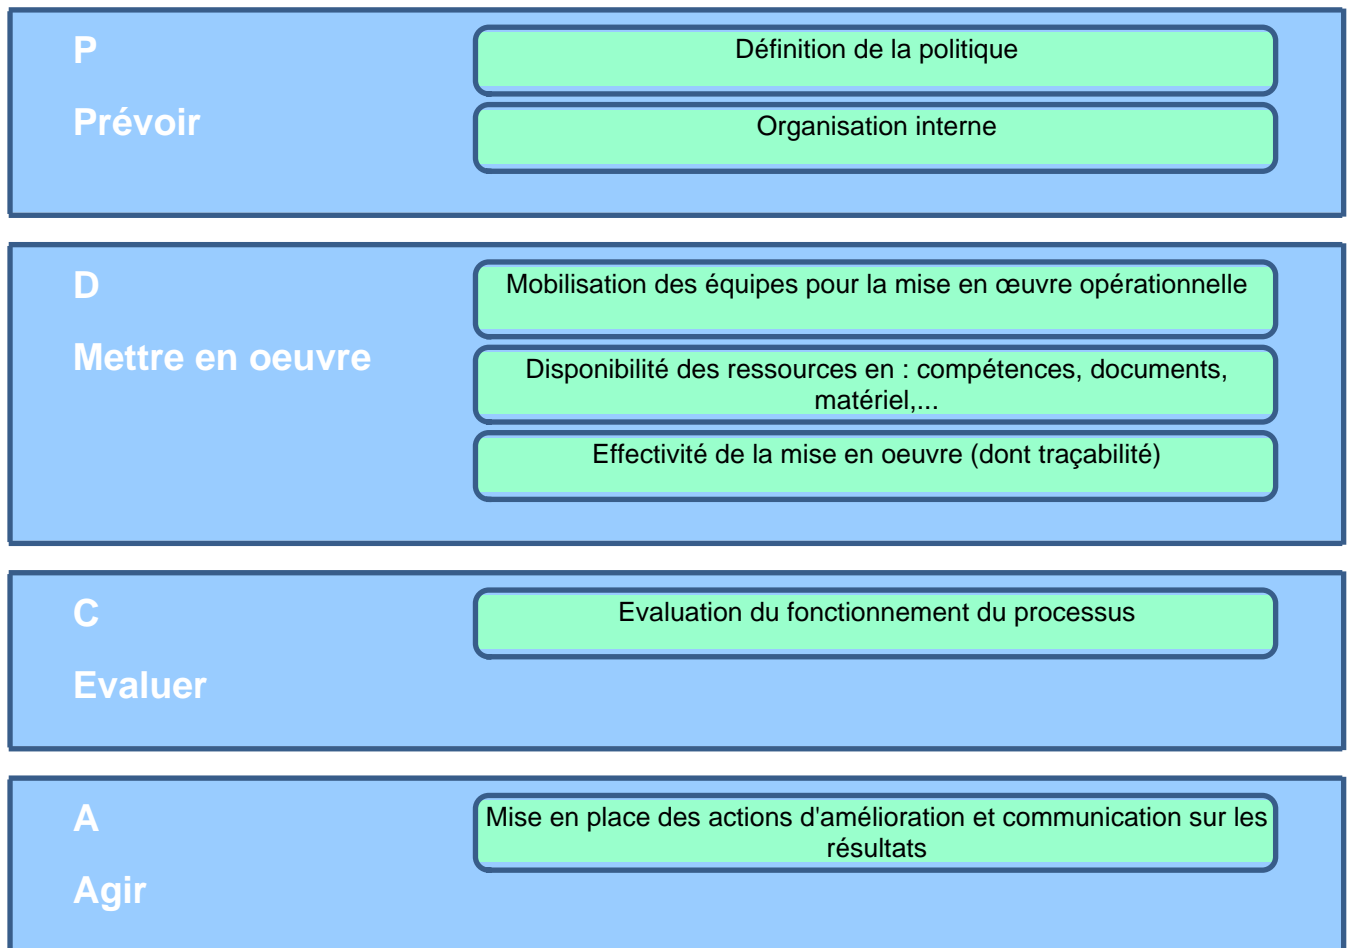 P
Prévoir
Définition de la politique
Organisation interne
D
Mettre en oeuvre
Mobilisation des équipes pour la mise en œuvre opérationnelle
Disponibilité des ressources en : compétences, documents,
matériel,...
Effectivité de la mise en oeuvre (dont traçabilité)
C
Evaluer
Evaluation du fonctionnement du processus
A
Agir
Mise en place des actions d'amélioration et communication sur les
résultats